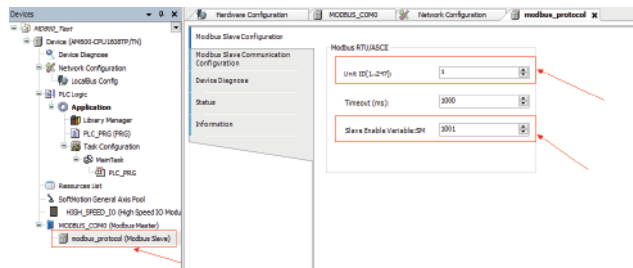 Devices
MD800_Test
Device (AM600-CPU1608TP/TN)
Device Diagnose
Network Configuration
LocalBus Config
PLC Logic
Application
Library Manager
PLC_PRG (PRG)
Task Configuration
MainTask
PLC_PRG
Resources List
SoftMotion General Axis Pool
HIGH_SPEED_IO (High Speed IO Modu
MODBUS_COM0 (Modbus Master)
modbus_protocol (Modbus Slave)
Hardware Configuration
MODBUS_COM0
Network Configuration
modbus_protocol
Modbus Slave Configuration
Modbus Slave Communication
Configuration
Device Diagnose
Status
Information
Modbus RTU/ASCII
Unit ID[1..247]:
1
Timeout (ms):
1000
Slave Enable Variable:SM
1001